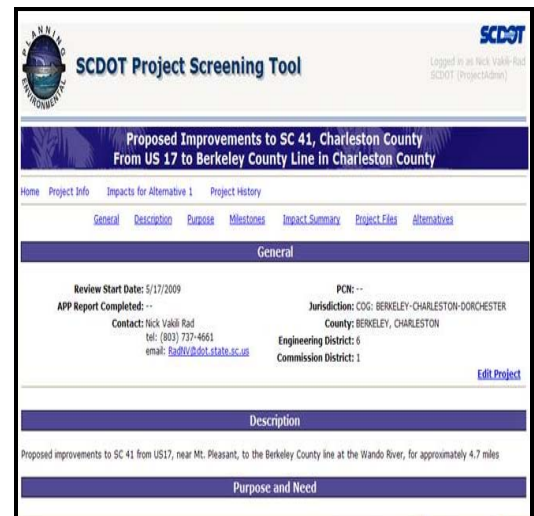 PLANNING
ENVIRONMENTAL
SCDOT
SCDOT Project Screening Tool
Logged in as Nick Vakili-Rad
SCDOT (ProjectAdmin)
Proposed Improvements to SC 41, Charleston County
From US 17 to Berkeley County Line in Charleston County
Home Project Info Impacts for Alternative 1 Project History
General Description Purpose Milestones Impact Summary Project Files Alternatives
General
Review Start Date: 5/17/2009
APP Report Completed: --
Contact: Nick Vakili Rad
tel: (803) 737-4661
email: RadNV@dot.state.sc.us
PCN: --
Jurisdiction: COG: BERKELEY-CHARLESTON-DORCHESTER
County: BERKELEY, CHARLESTON
Engineering District: 6
Commission District: 1
Edit Project
Description
Proposed improvements to SC 41 from US17, near Mt. Pleasant, to the Berkeley County line at the Wando River, for approximately 4.7 miles
Purpose and Need